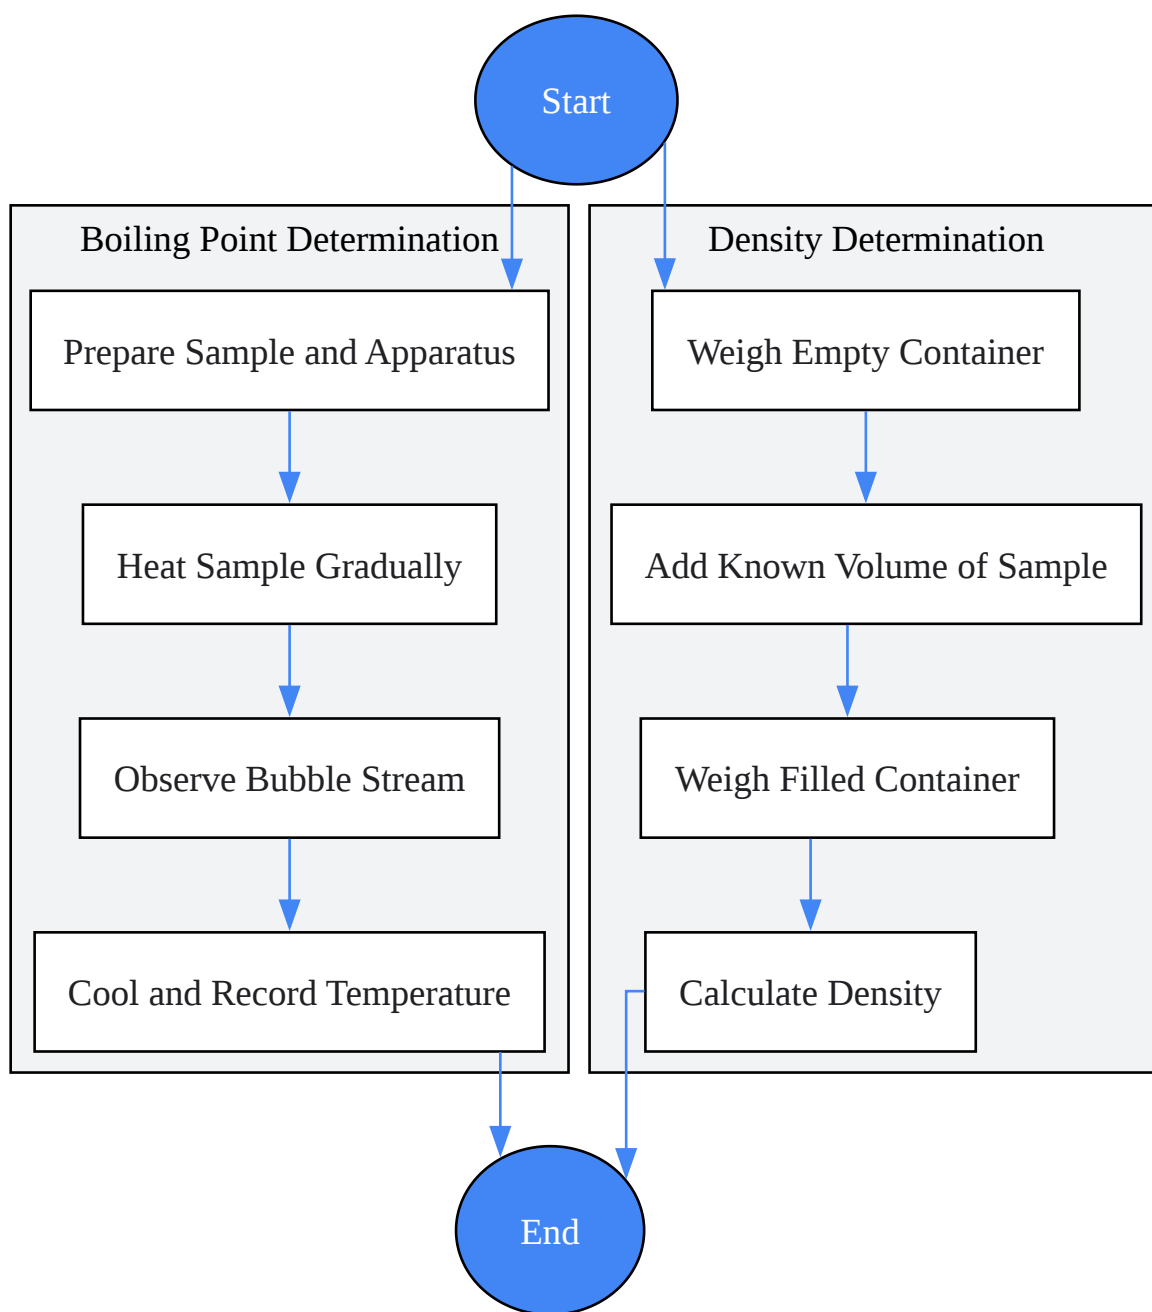 Start
Boiling Point Determination
Prepare Sample and Apparatus
Heat Sample Gradually
Observe Bubble Stream
Cool and Record Temperature
Density Determination
Weigh Empty Container
Add Known Volume of Sample
Weigh Filled Container
Calculate Density
End